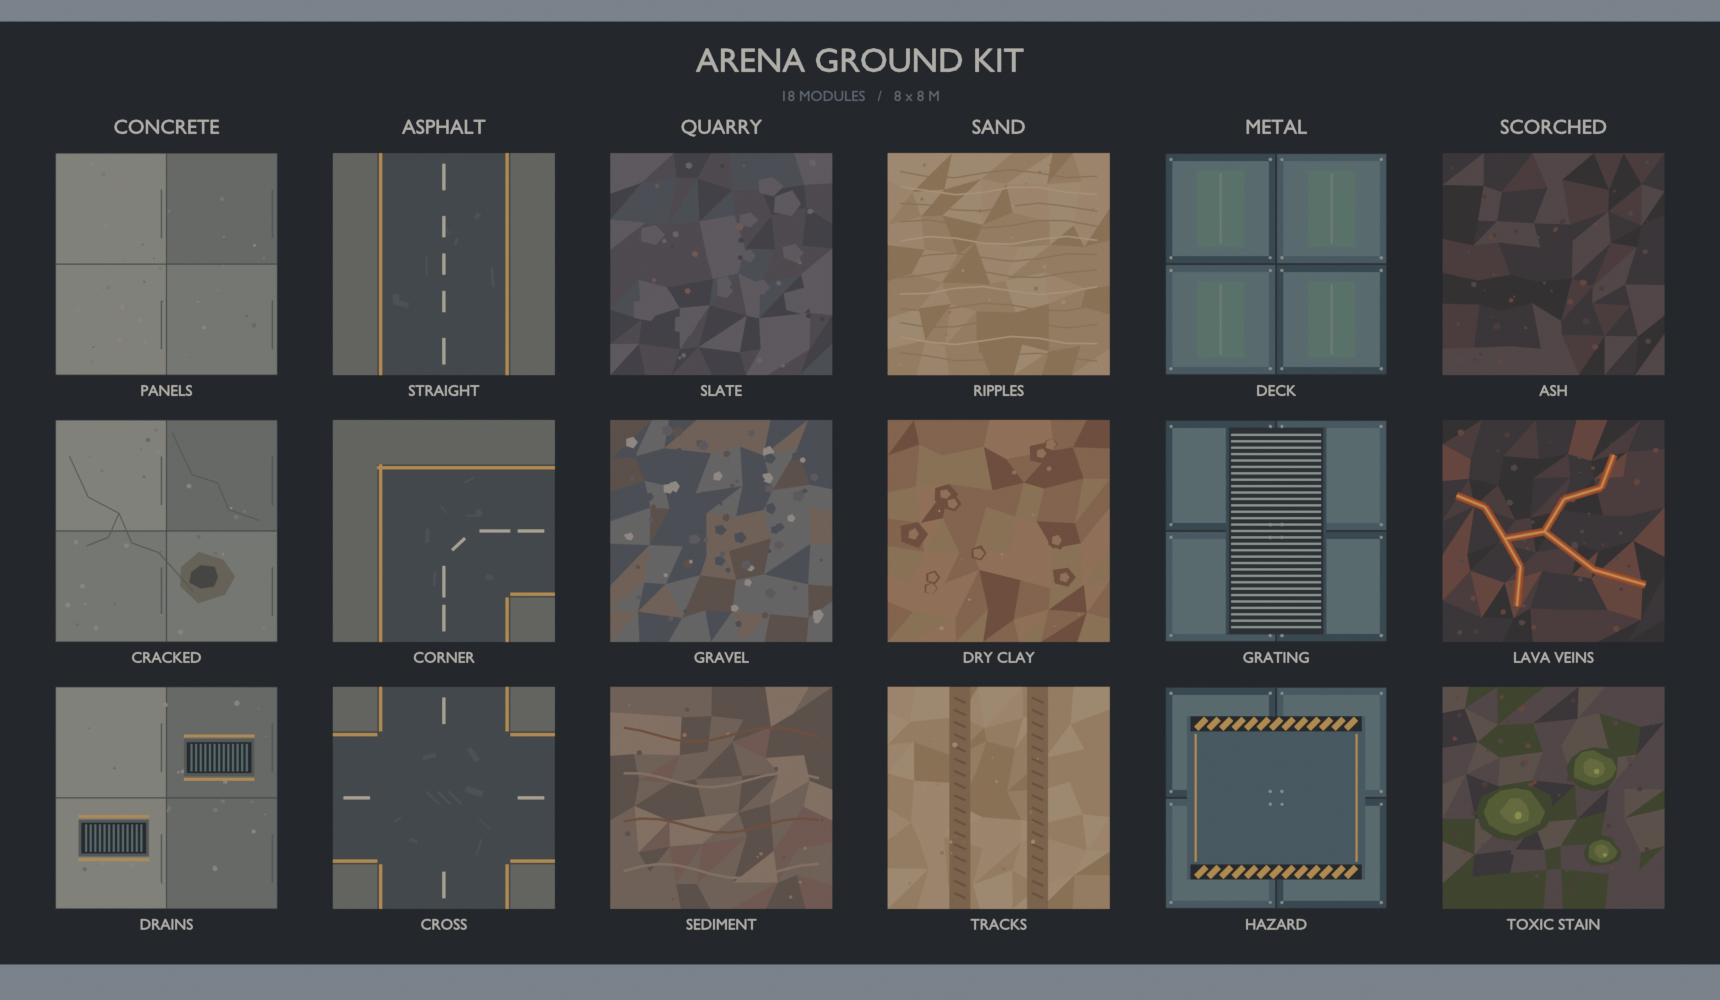 ARENA GROUND KIT
18 MODULES / 8 x 8 M
CONCRETE ASPHALT QUARRY SAND METAL SCORCHED
PANELS STRAIGHT SLATE RIPPLES DECK ASH
CRACKED CORNER GRAVEL DRY CLAY GRATING LAVA VEINS
DRAINS CROSS SEDIMENT TRACKS HAZARD TOXIC STAIN